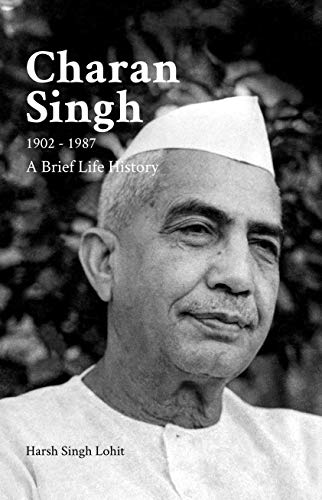 Charan
Singh
1902 - 1987
A Brief Life History
Harsh Singh Lohit